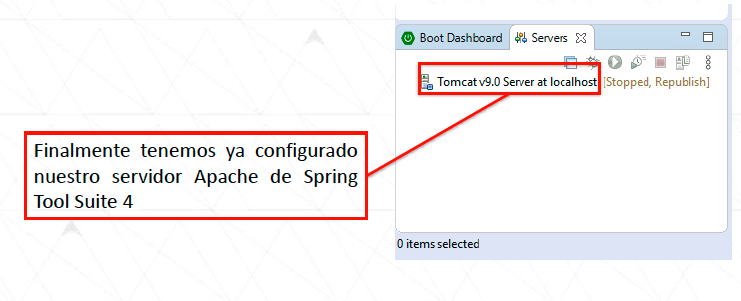 Boot Dashboard Servers
Tomcat v9.0 Server at localhost [Stopped, Republish]
Finalmente tenemos ya configurado
nuestro servidor Apache de Spring
Tool Suite 4
0 items selected